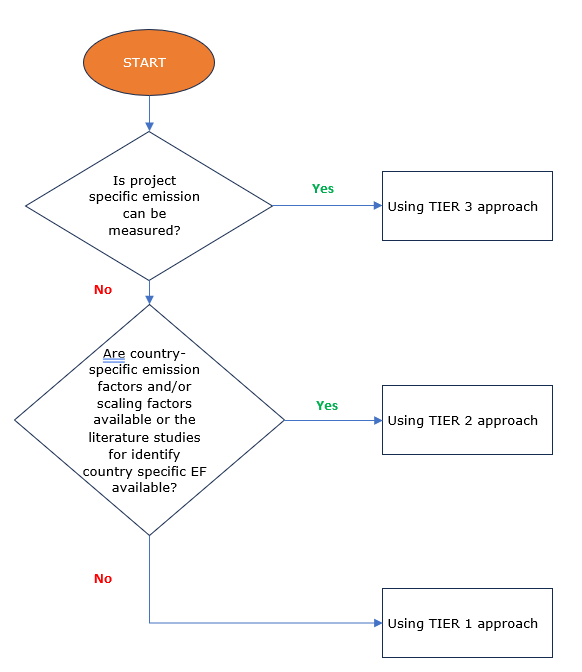 START
Is project
specific emission
can be
measured?
Yes
Using TIER 3 approach
No
Are country-
specific emission
factors and/or
scaling factors
available or the
literature studies
for identify
country specific EF
available?
Yes
Using TIER 2 approach
No
Using TIER 1 approach